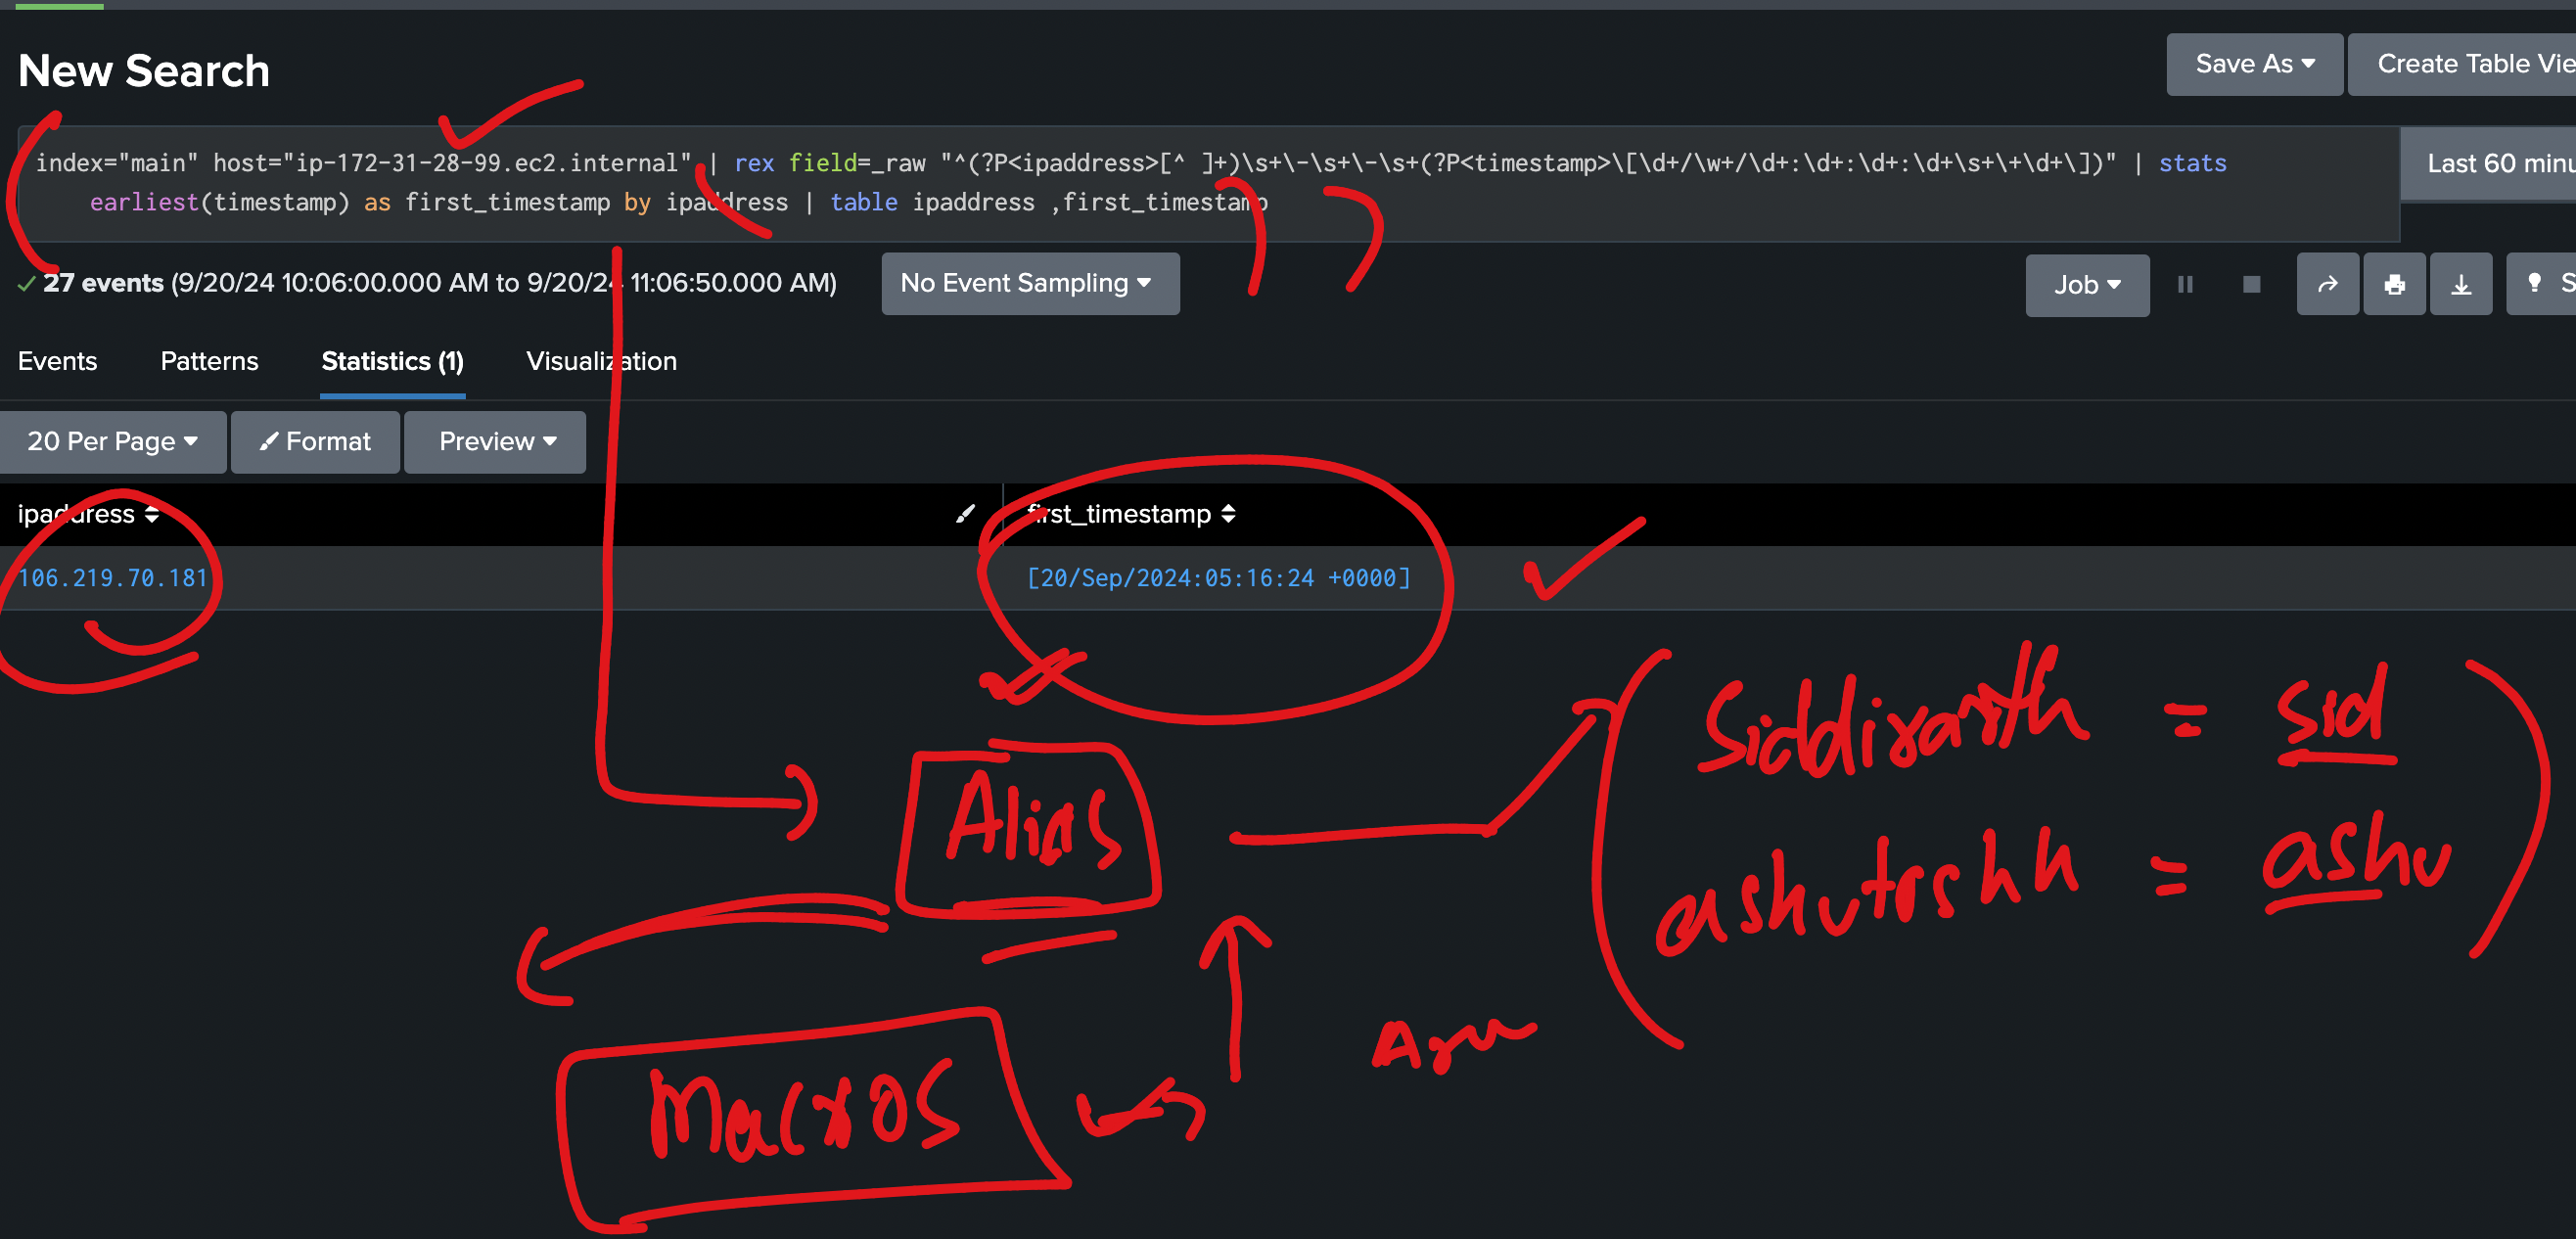 New Search
Save As
Create Table Vie
index="main" host="ip-172-31-28-99.ec2.internal" | rex field=_raw "^(?P<ipaddress>[^ ]+)\s+\-\s+\-\s+(?P<timestamp>\[\d+/\w+/\d+:\d+:\d+:\d+\s+\+\d+\])" | stats
earliest(timestamp) as first_timestamp by ipaddress | table ipaddress ,first_timestamp
Last 60 minu
27 events (9/20/24 10:06:00.000 AM to 9/20/24 11:06:50.000 AM)
No Event Sampling
Job
S
Events Patterns Statistics (1) Visualization
20 Per Page Format Preview
ipaddress first_timestamp
106.219.70.181 [20/Sep/2024:05:16:24 +0000]
Siddirarth = sid
Alias
ashutoshh = ashu
Macros